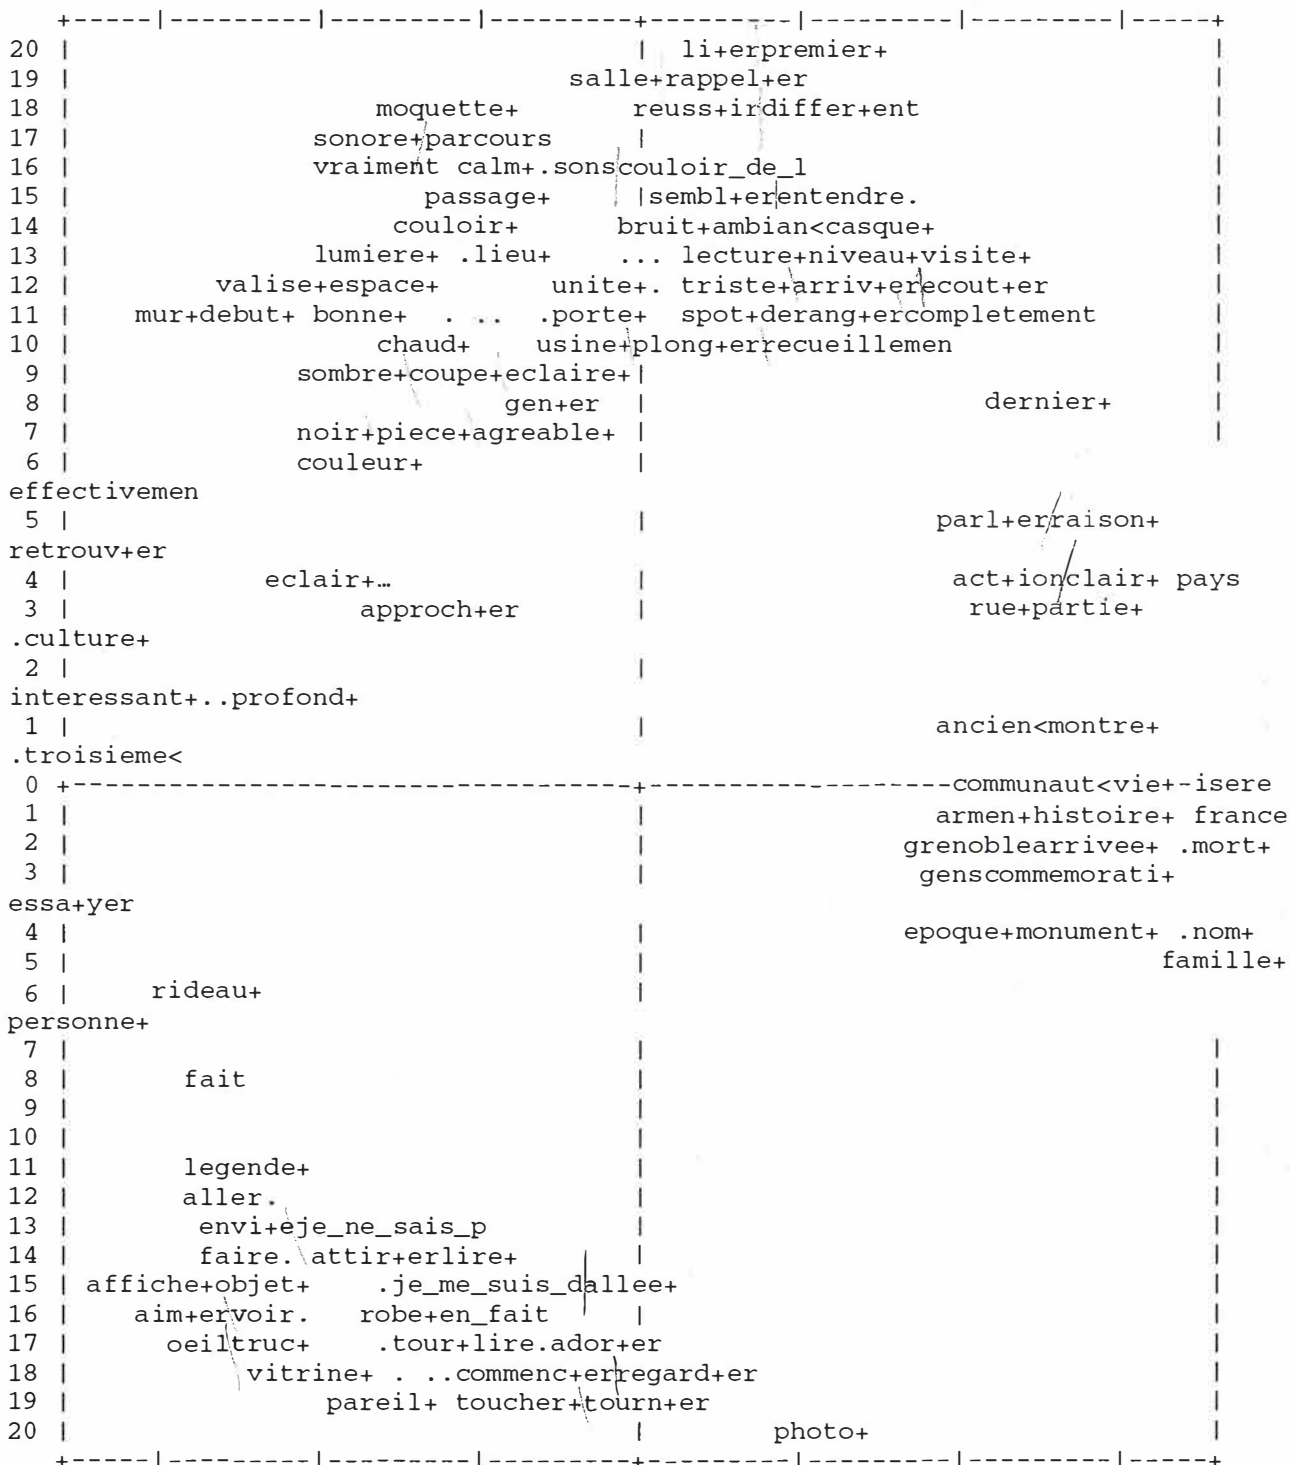 +-----|---------|---------|---------+---------|---------|---------|-----+
20 | | li+erpremier+ |
19 | salle+rappel+er |
18 | moquette+ reuss+irdiffer+ent |
17 | sonore+parcours | |
16 | vraiment calm+.sonscouloir_de_l |
15 | passage+ |sembl+erentendre. |
14 | couloir+ bruit+ambian<casque+ |
13 | lumiere+ .lieu+ ... lecture+niveau+visite+ |
12 | valise+espace+ unite+. triste+arriv+erecout+er |
11 | mur+debut+ bonne+ . .. .porte+ spot+derang+ercompletement |
10 | chaud+ usine+plong+errecueillemen |
9 | sombre+coupe+eclaire+| |
8 | gen+er | dernier+ |
7 | noir+piece+agreable+ | |
6 | couleur+ |
effectivemen
5 | | parl+erraison+
retrouv+er
4 | eclair+… | act+ionclair+ pays
3 | approch+er | rue+partie+
.culture+
2 | |
interessant+..profond+
1 | | ancien<montre+
.troisieme<
0 +-----------------------------------+-------------------communaut<vie+-isere
1 | | armen+histoire+ france
2 | | grenoblearrivee+ .mort+
3 | | genscommemorati+
essa+yer
4 | | epoque+monument+ .nom+
5 | | famille+
6 | rideau+ |
personne+
7 | | |
8 | fait | |
9 | | |
10 | | |
11 | legende+ | |
12 | aller. | |
13 | envi+eje_ne_sais_p | |
14 | faire. attir+erlire+ | |
15 | affiche+objet+ .je_me_suis_dallee+ |
16 | aim+ervoir. robe+en_fait | |
17 | oeiltruc+ .tour+lire.ador+er |
18 | vitrine+ . ..commenc+erregard+er |
19 | pareil+ toucher+tourn+er |
20 | | photo+ |
+-----|---------|---------|---------+---------|---------|---------|-----+